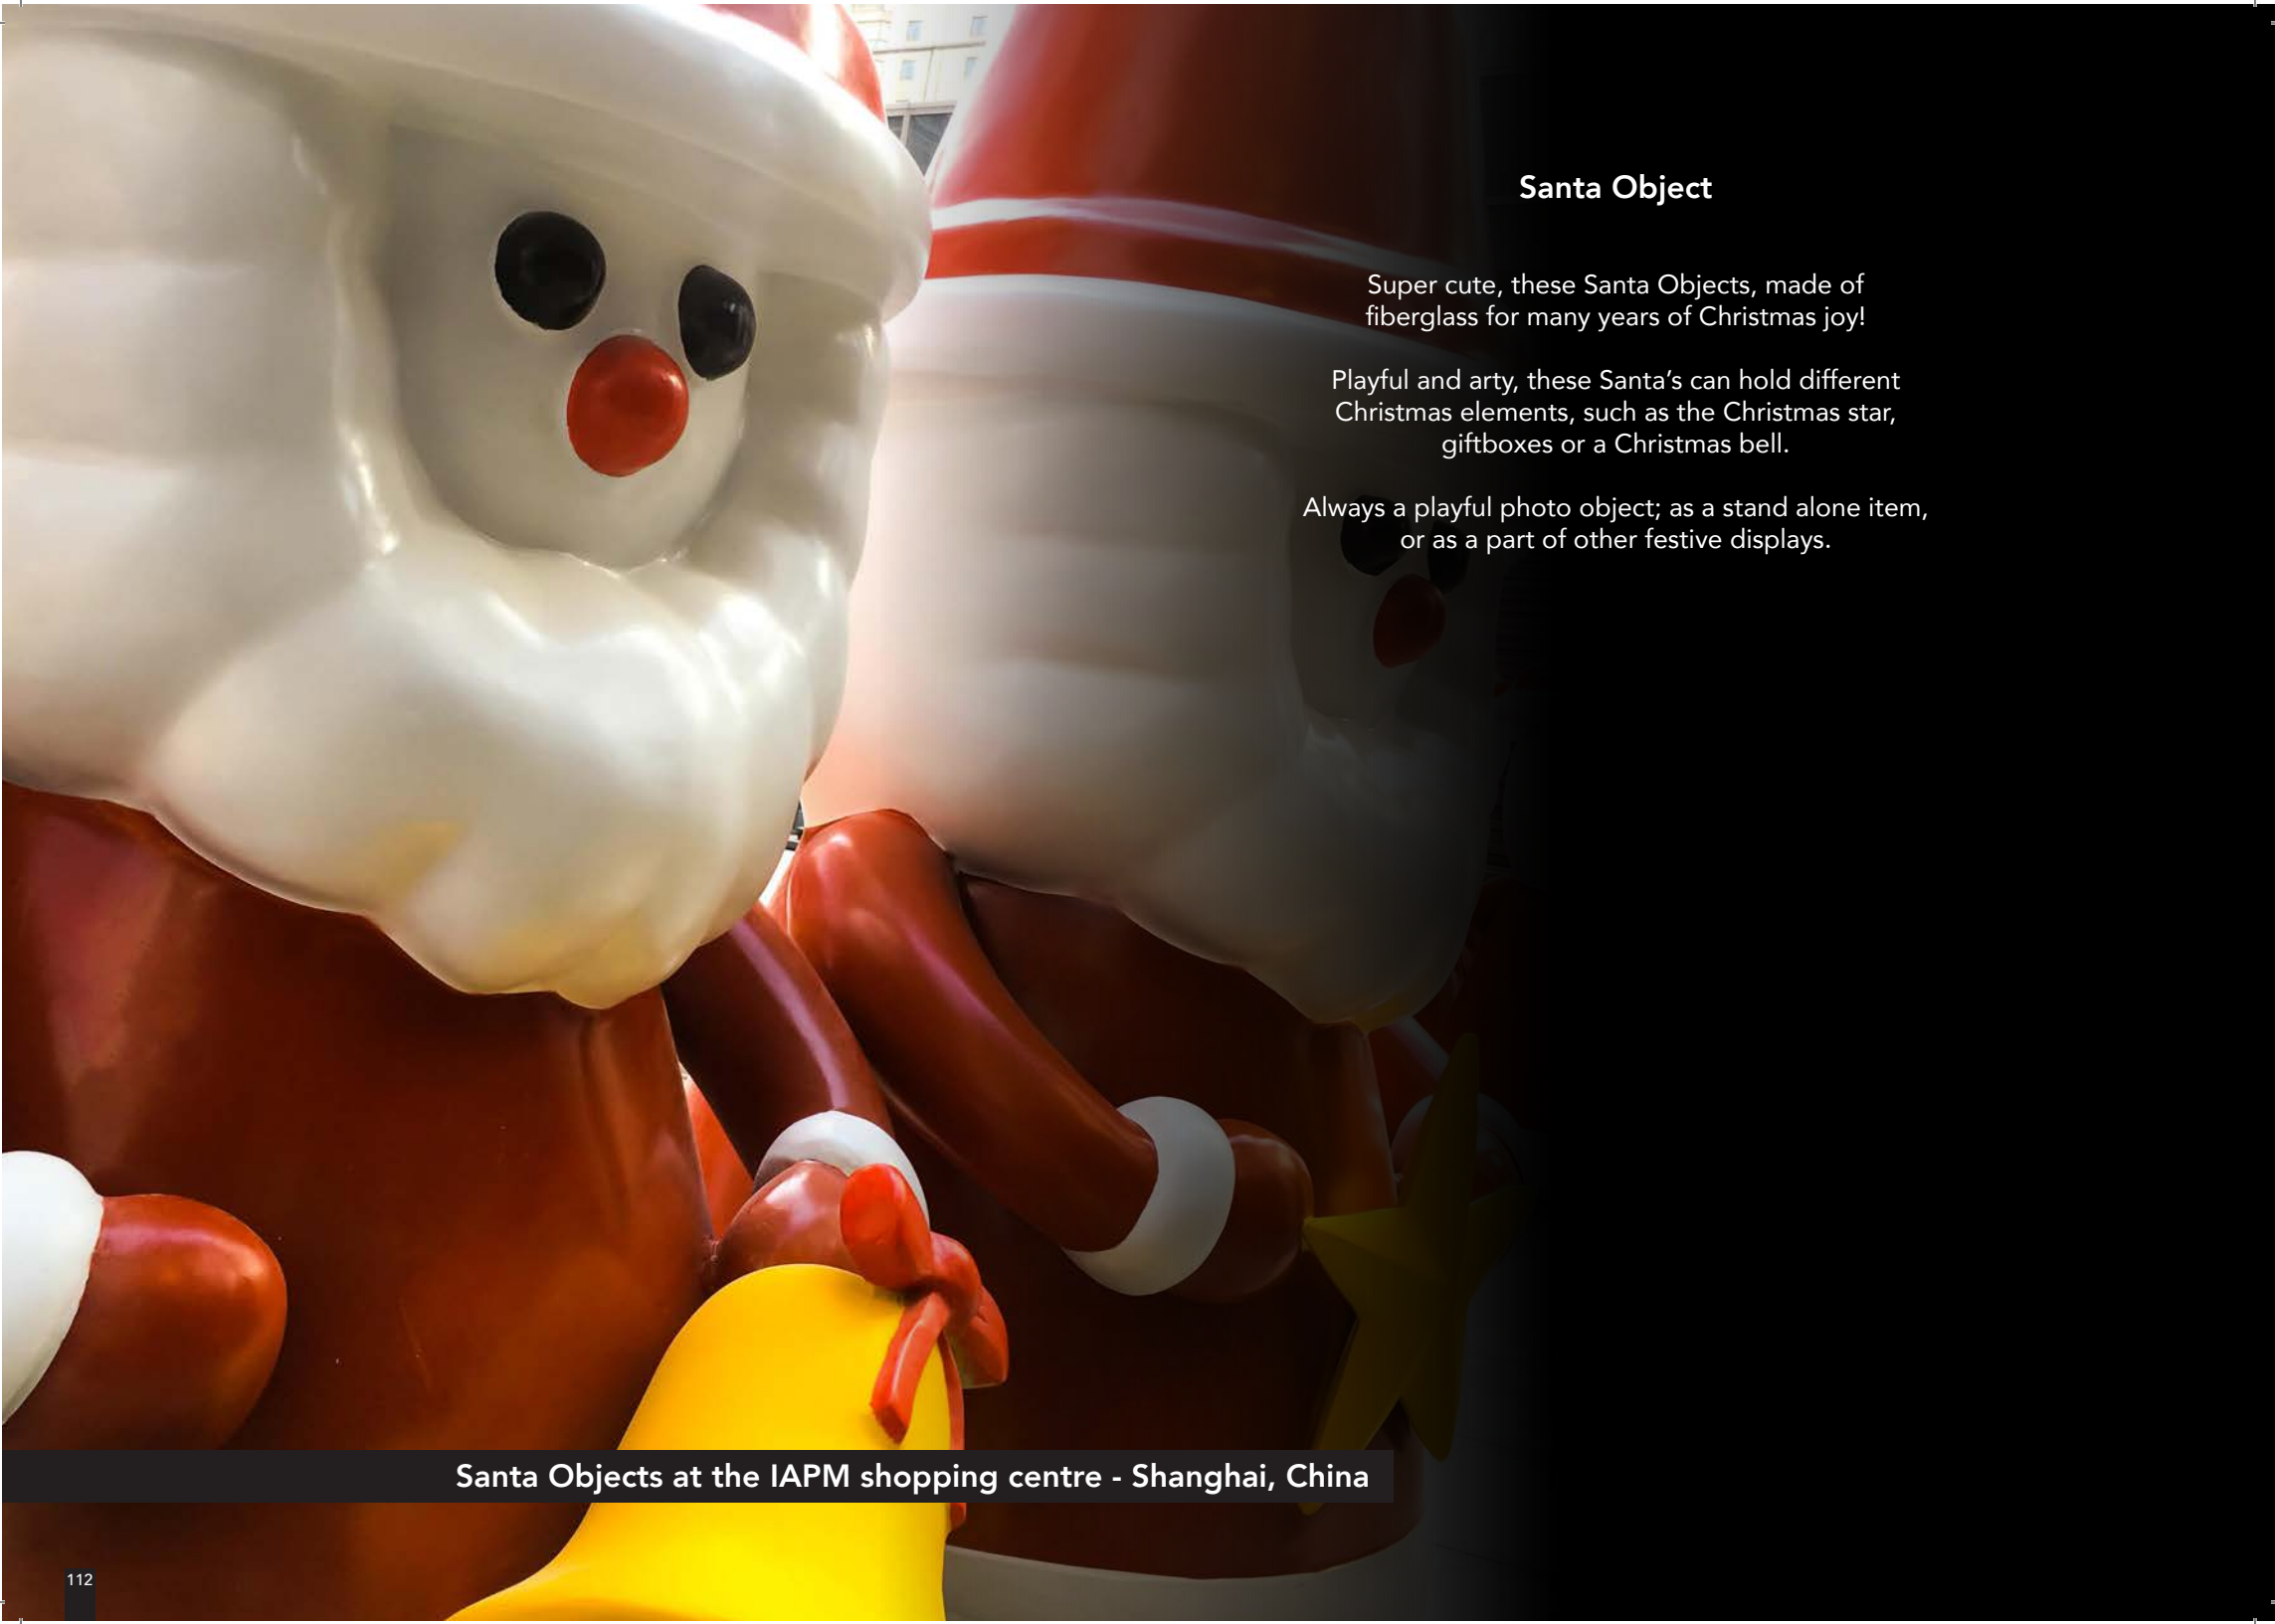 Santa Object
Super cute, these Santa Objects, made of
fiberglass for many years of Christmas joy!
Playful and arty, these Santa’s can hold different
Christmas elements, such as the Christmas star,
giftboxes or a Christmas bell.
Always a playful photo object; as a stand alone item,
or as a part of other festive displays.
Santa Objects at the IAPM shopping centre - Shanghai, China
112